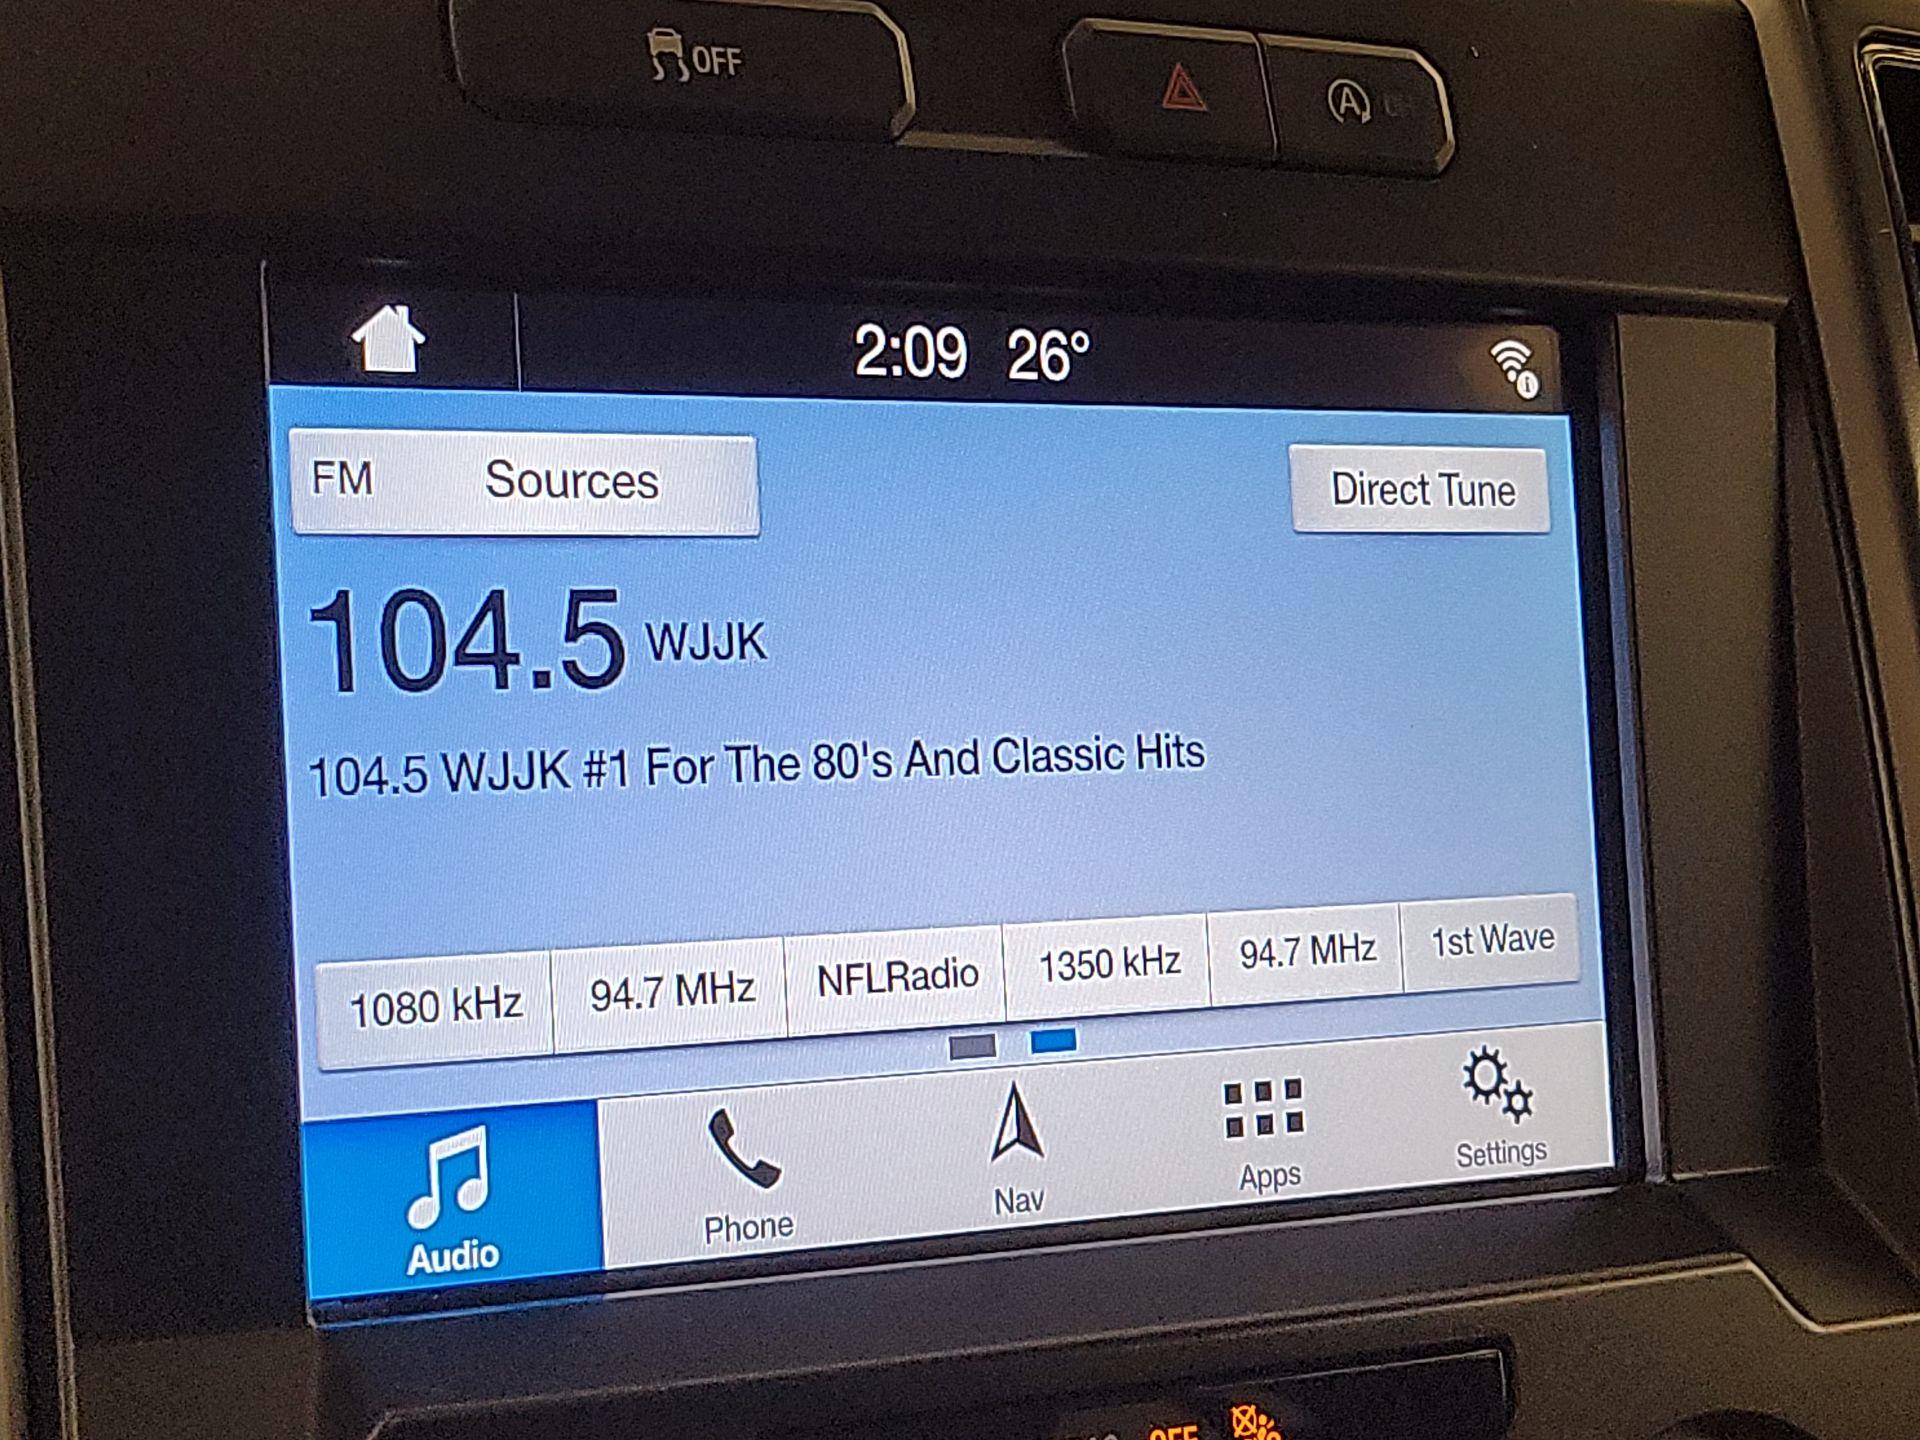 OFF
A
2:09 26°
FM Sources
Direct Tune
104.5 WJJK
104.5 WJJK #1 For The 80's And Classic Hits
1080 kHz 94.7 MHz NFLRadio 1350 kHz 94.7 MHz 1st Wave
Audio Phone Nav Apps Settings
OFF